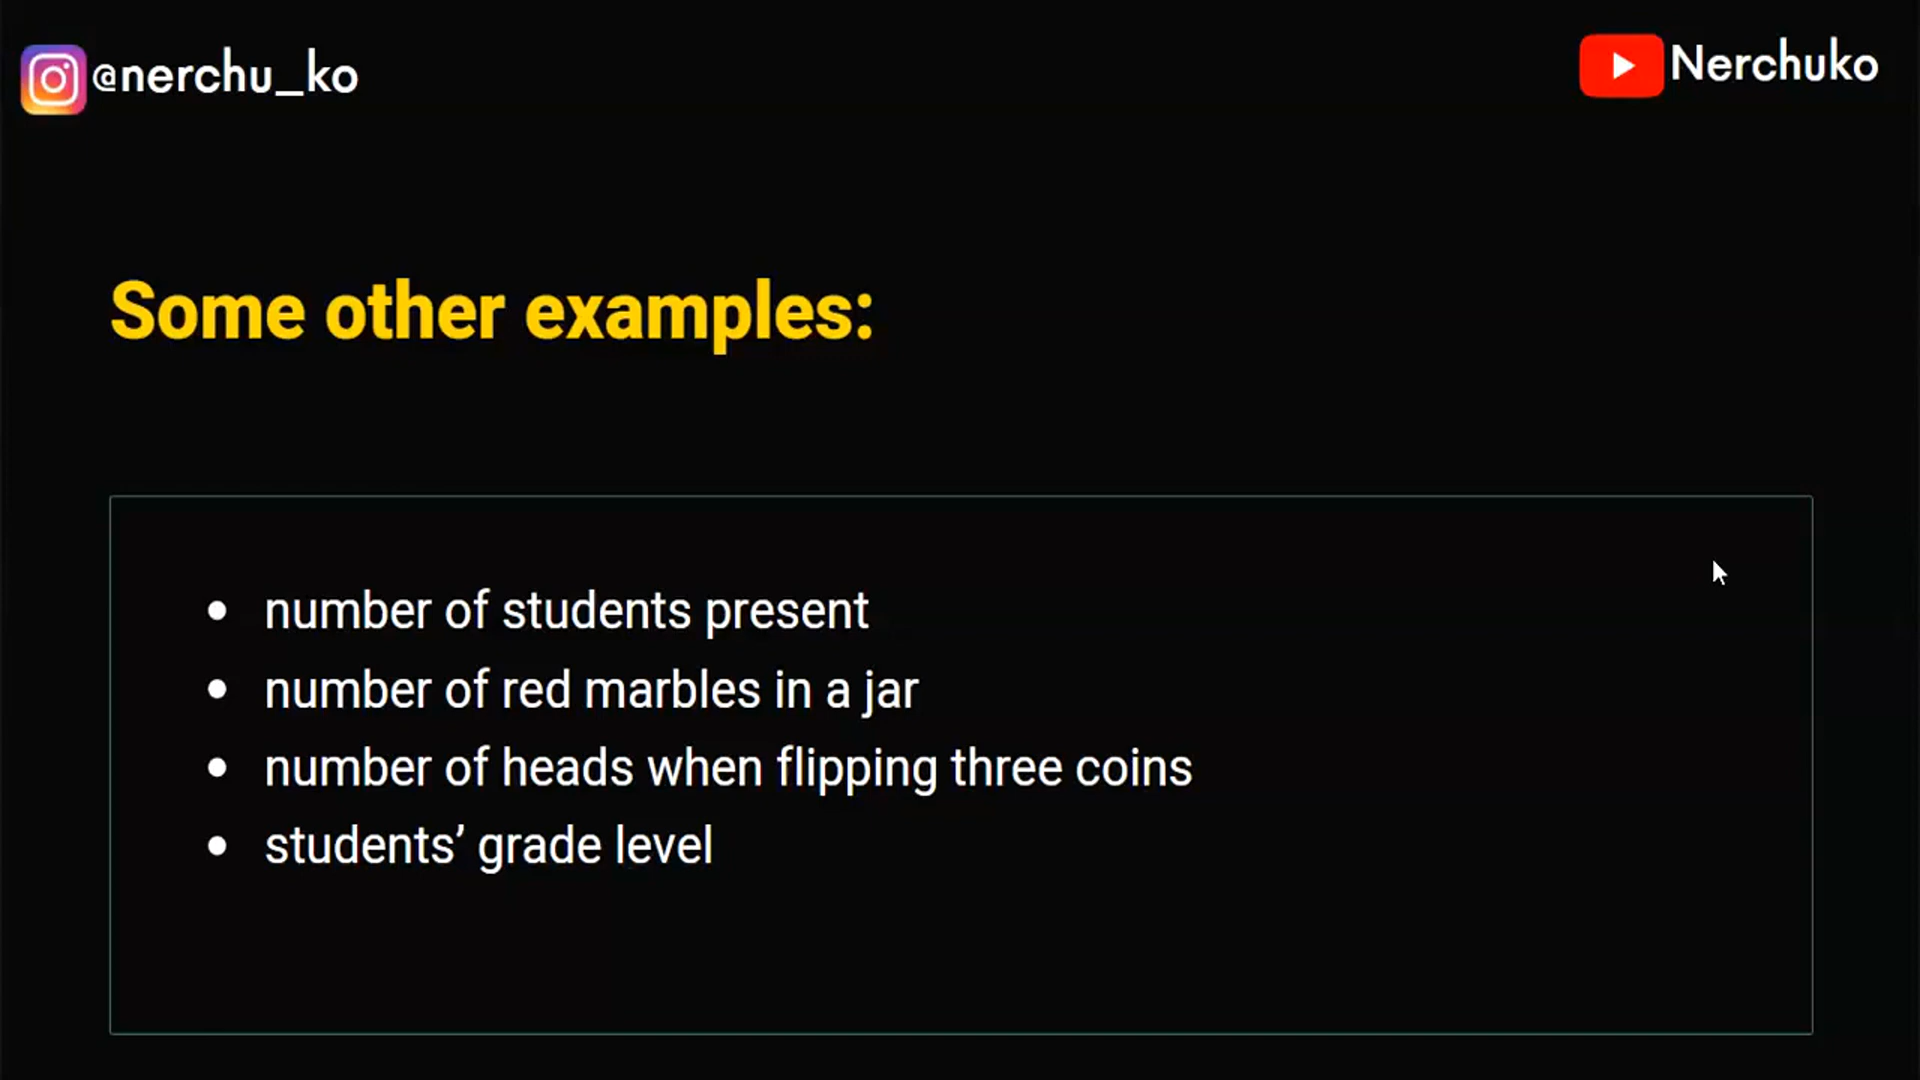 @nerchu_ko
Nerchuko
Some other examples:
• number of students present
• number of red marbles in a jar
• number of heads when flipping three coins
• students’ grade level